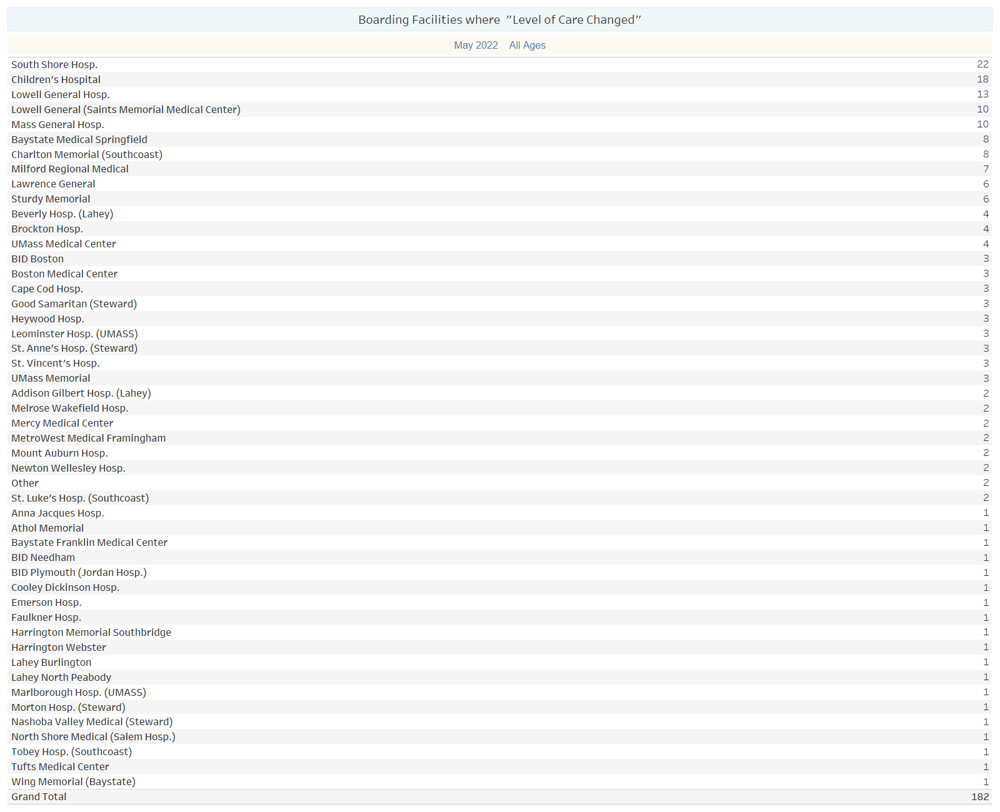 Boarding Facilities where "Level of Care Changed"
May 2022 All Ages
South Shore Hosp. 22
Children's Hospital 18
Lowell General Hosp. 13
Lowell General (Saints Memorial Medical Center) 10
Mass General Hosp. 10
Baystate Medical Springfield 8
Charlton Memorial (Southcoast) 8
Milford Regional Medical 7
Lawrence General 6
Sturdy Memorial 6
Beverly Hosp. (Lahey) 4
Brockton Hosp. 4
UMass Medical Center 4
BID Boston 3
Boston Medical Center 3
Cape Cod Hosp. 3
Good Samaritan (Steward) 3
Heywood Hosp. 3
Leominster Hosp. (UMASS) 3
St. Anne's Hosp. (Steward) 3
St. Vincent's Hosp. 3
UMass Memorial 3
Addison Gilbert Hosp. (Lahey) 2
Melrose Wakefield Hosp. 2
Mercy Medical Center 2
MetroWest Medical Framingham 2
Mount Auburn Hosp. 2
Newton Wellesley Hosp. 2
Other 2
St. Luke's Hosp. (Southcoast) 2
Anna Jacques Hosp. 1
Athol Memorial 1
Baystate Franklin Medical Center 1
BID Needham 1
BID Plymouth (Jordan Hosp.) 1
Cooley Dickinson Hosp. 1
Emerson Hosp. 1
Faulkner Hosp. 1
Harrington Memorial Southbridge 1
Harrington Webster 1
Lahey Burlington 1
Lahey North Peabody 1
Marlborough Hosp. (UMASS) 1
Morton Hosp. (Steward) 1
Nashoba Valley Medical (Steward) 1
North Shore Medical (Salem Hosp.) 1
Tobey Hosp. (Southcoast) 1
Tufts Medical Center 1
Wing Memorial (Baystate) 1
Grand Total 182